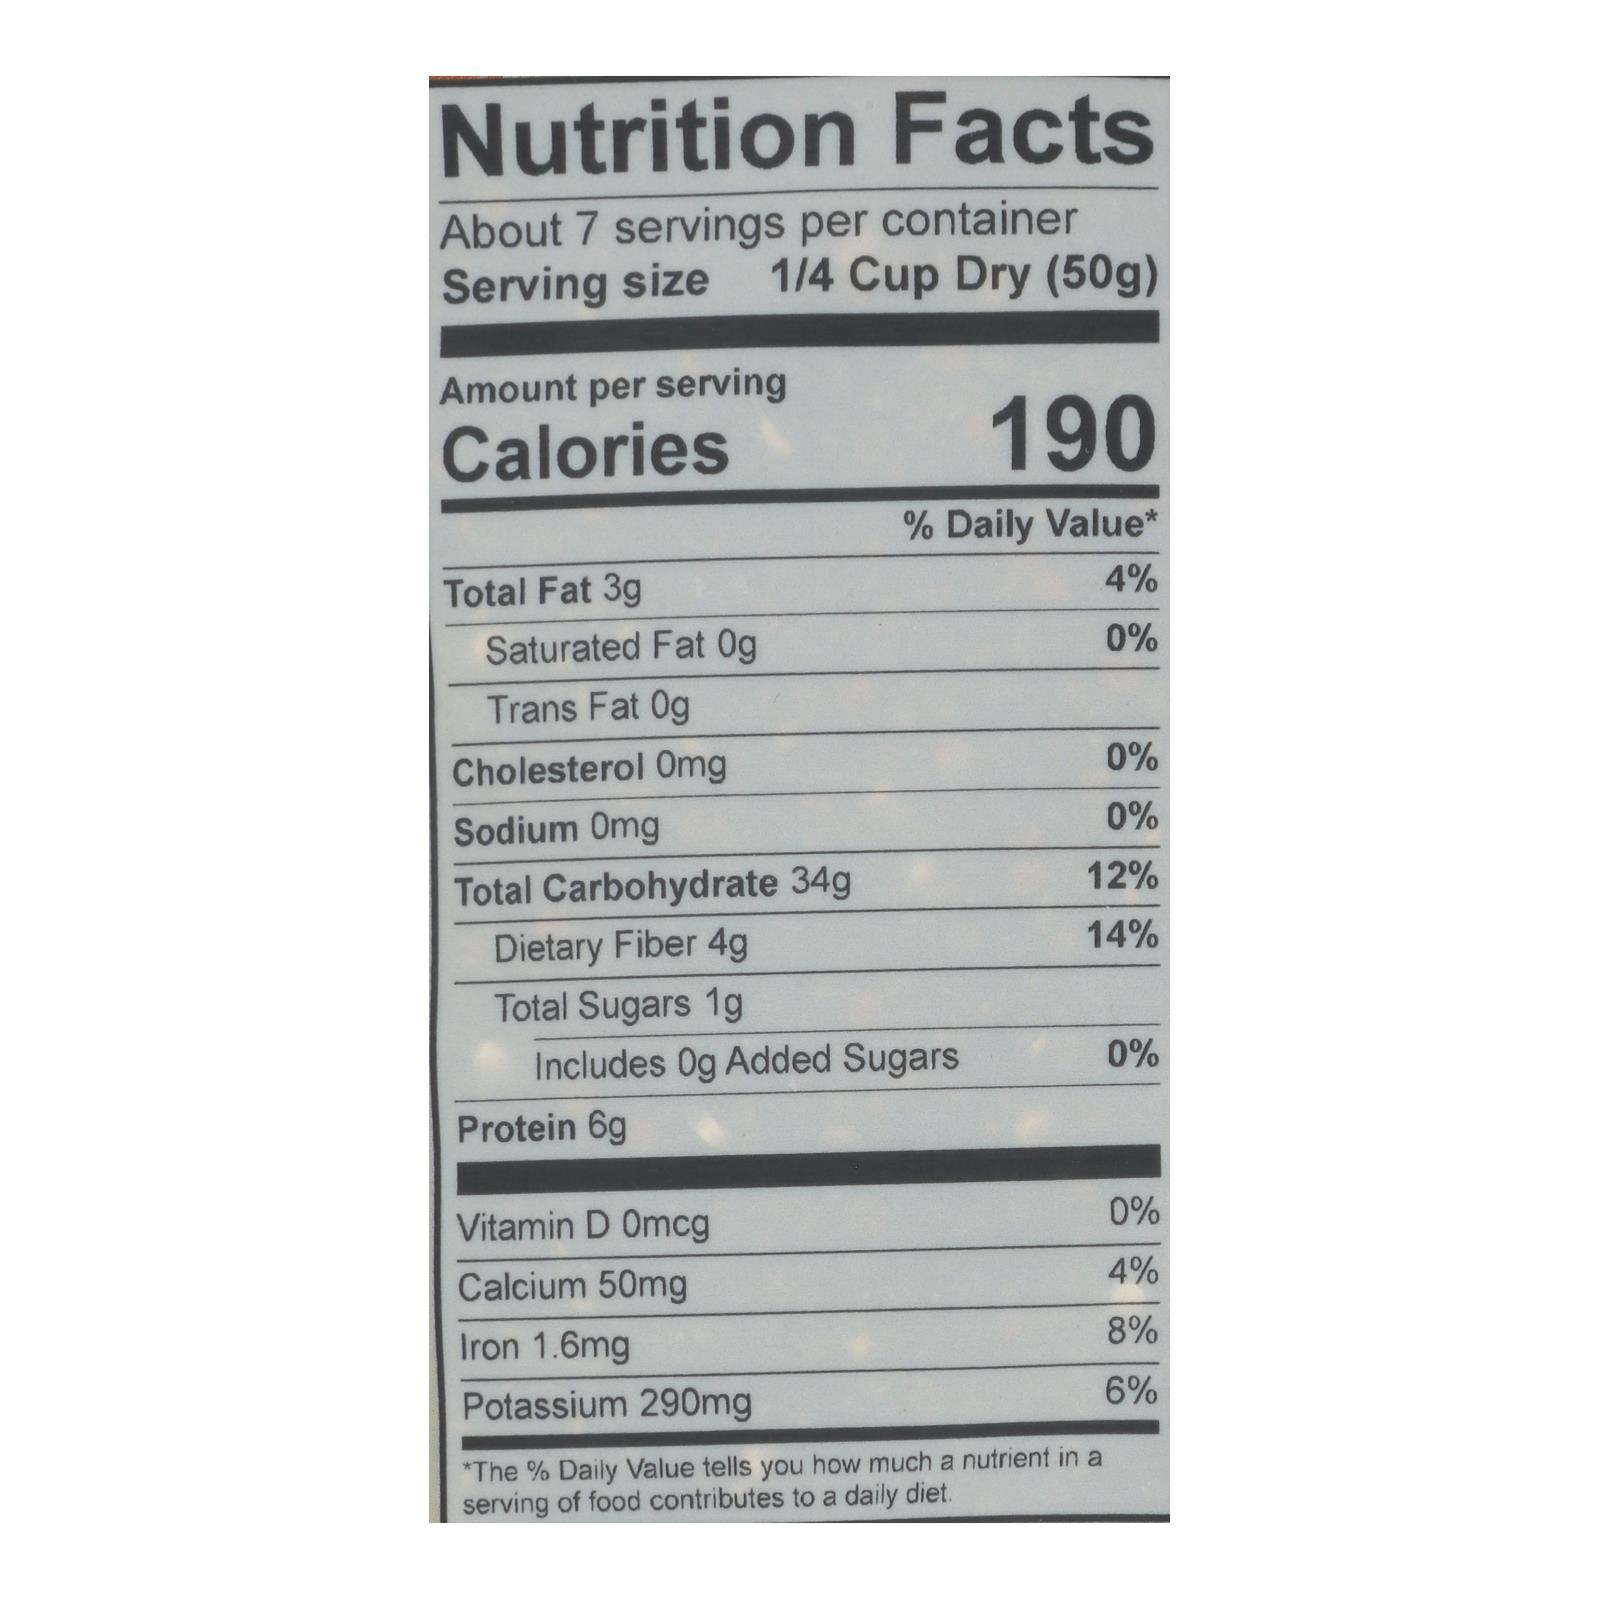 Nutrition Facts
About 7 servings per container
Serving size 1/4 Cup Dry (50g)
Amount per serving
Calories 190
% Daily Value*
Total Fat 3g 4%
Saturated Fat 0g 0%
Trans Fat 0g
Cholesterol 0mg 0%
Sodium 0mg 0%
Total Carbohydrate 34g 12%
Dietary Fiber 4g 14%
Total Sugars 1g
Includes 0g Added Sugars 0%
Protein 6g
Vitamin D 0mcg 0%
Calcium 50mg 4%
Iron 1.6mg 8%
Potassium 290mg 6%
*The % Daily Value tells you how much a nutrient in a
serving of food contributes to a daily diet.